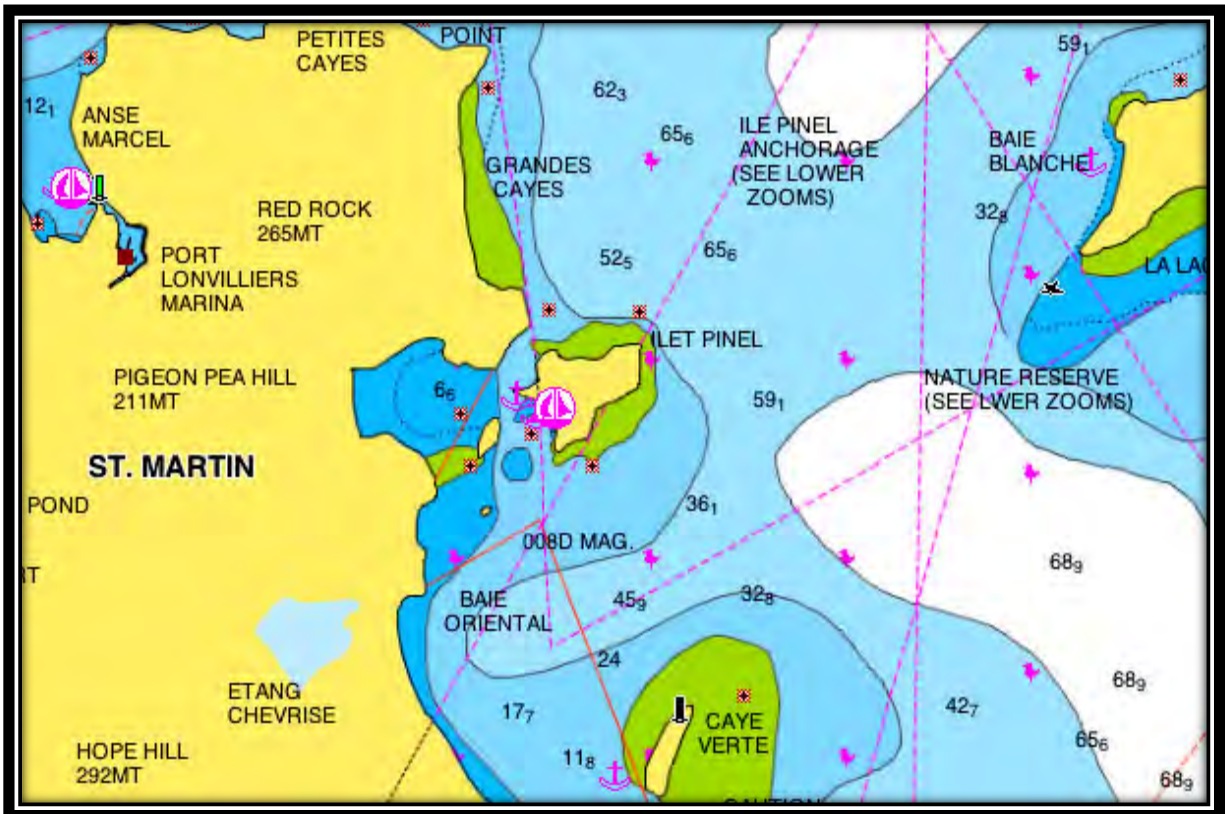 PETITES
CAYES
POINT
59₁
12₁
ANSE
MARCEL
62₃
65₆
ILE PINEL
ANCHORAGE
(SEE LOWER
ZOOMS)
BAIE
BLANCHE
GRANDES
CAYES
RED ROCK
265MT
32₈
PORT
LONVILLIERS
MARINA
52₅
65₆
LA LAG
ILET PINEL
PIGEON PEA HILL
211MT
6₆
59₁
NATURE RESERVE
(SEE LWER ZOOMS)
ST. MARTIN
POND
36₁
008D MAG.
68₉
RT
BAIE
ORIENTAL
45₉
32₈
24
ETANG
CHEVRISE
17₇
CAYE
VERTE
42₇
68₉
65₆
HOPE HILL
292MT
11₈
68₉
CAUTION